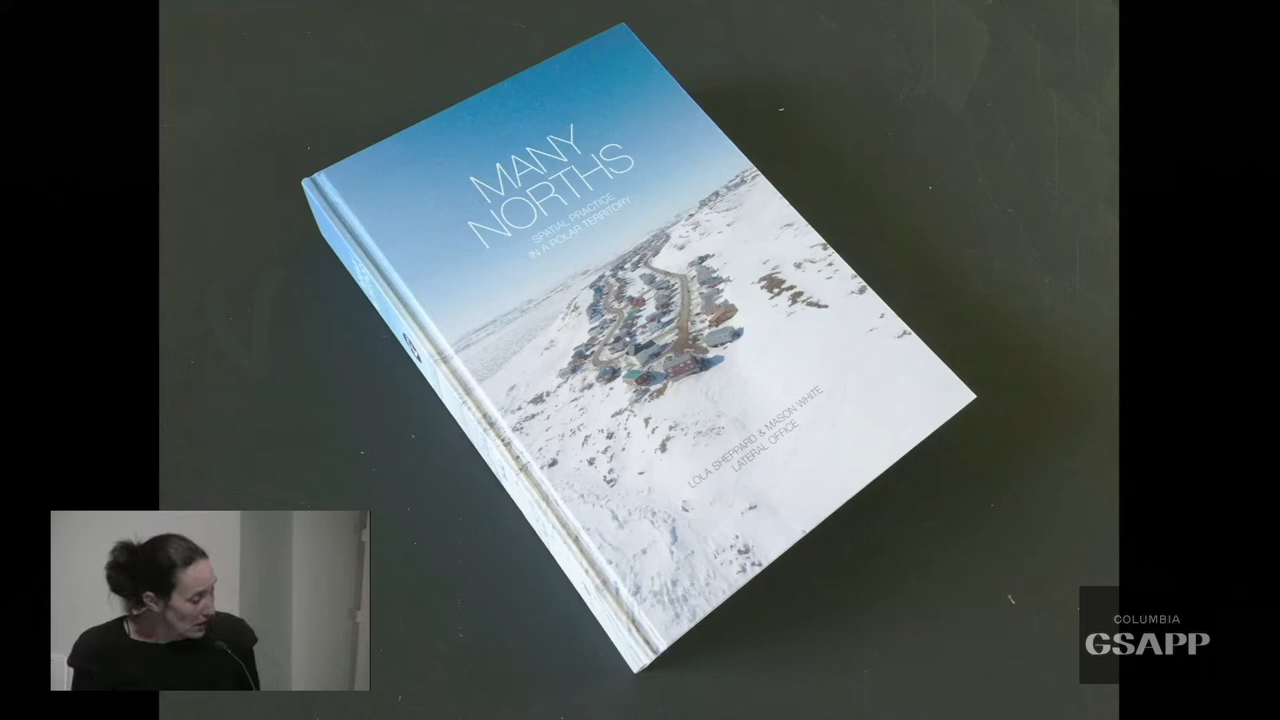 MANY
NORTHS
SPATIAL PRACTICE
IN A POLAR TERRITORY
LOLA SHEPPARD & MASON WHITE
LATERAL OFFICE
COLUMBIA
GSAPP